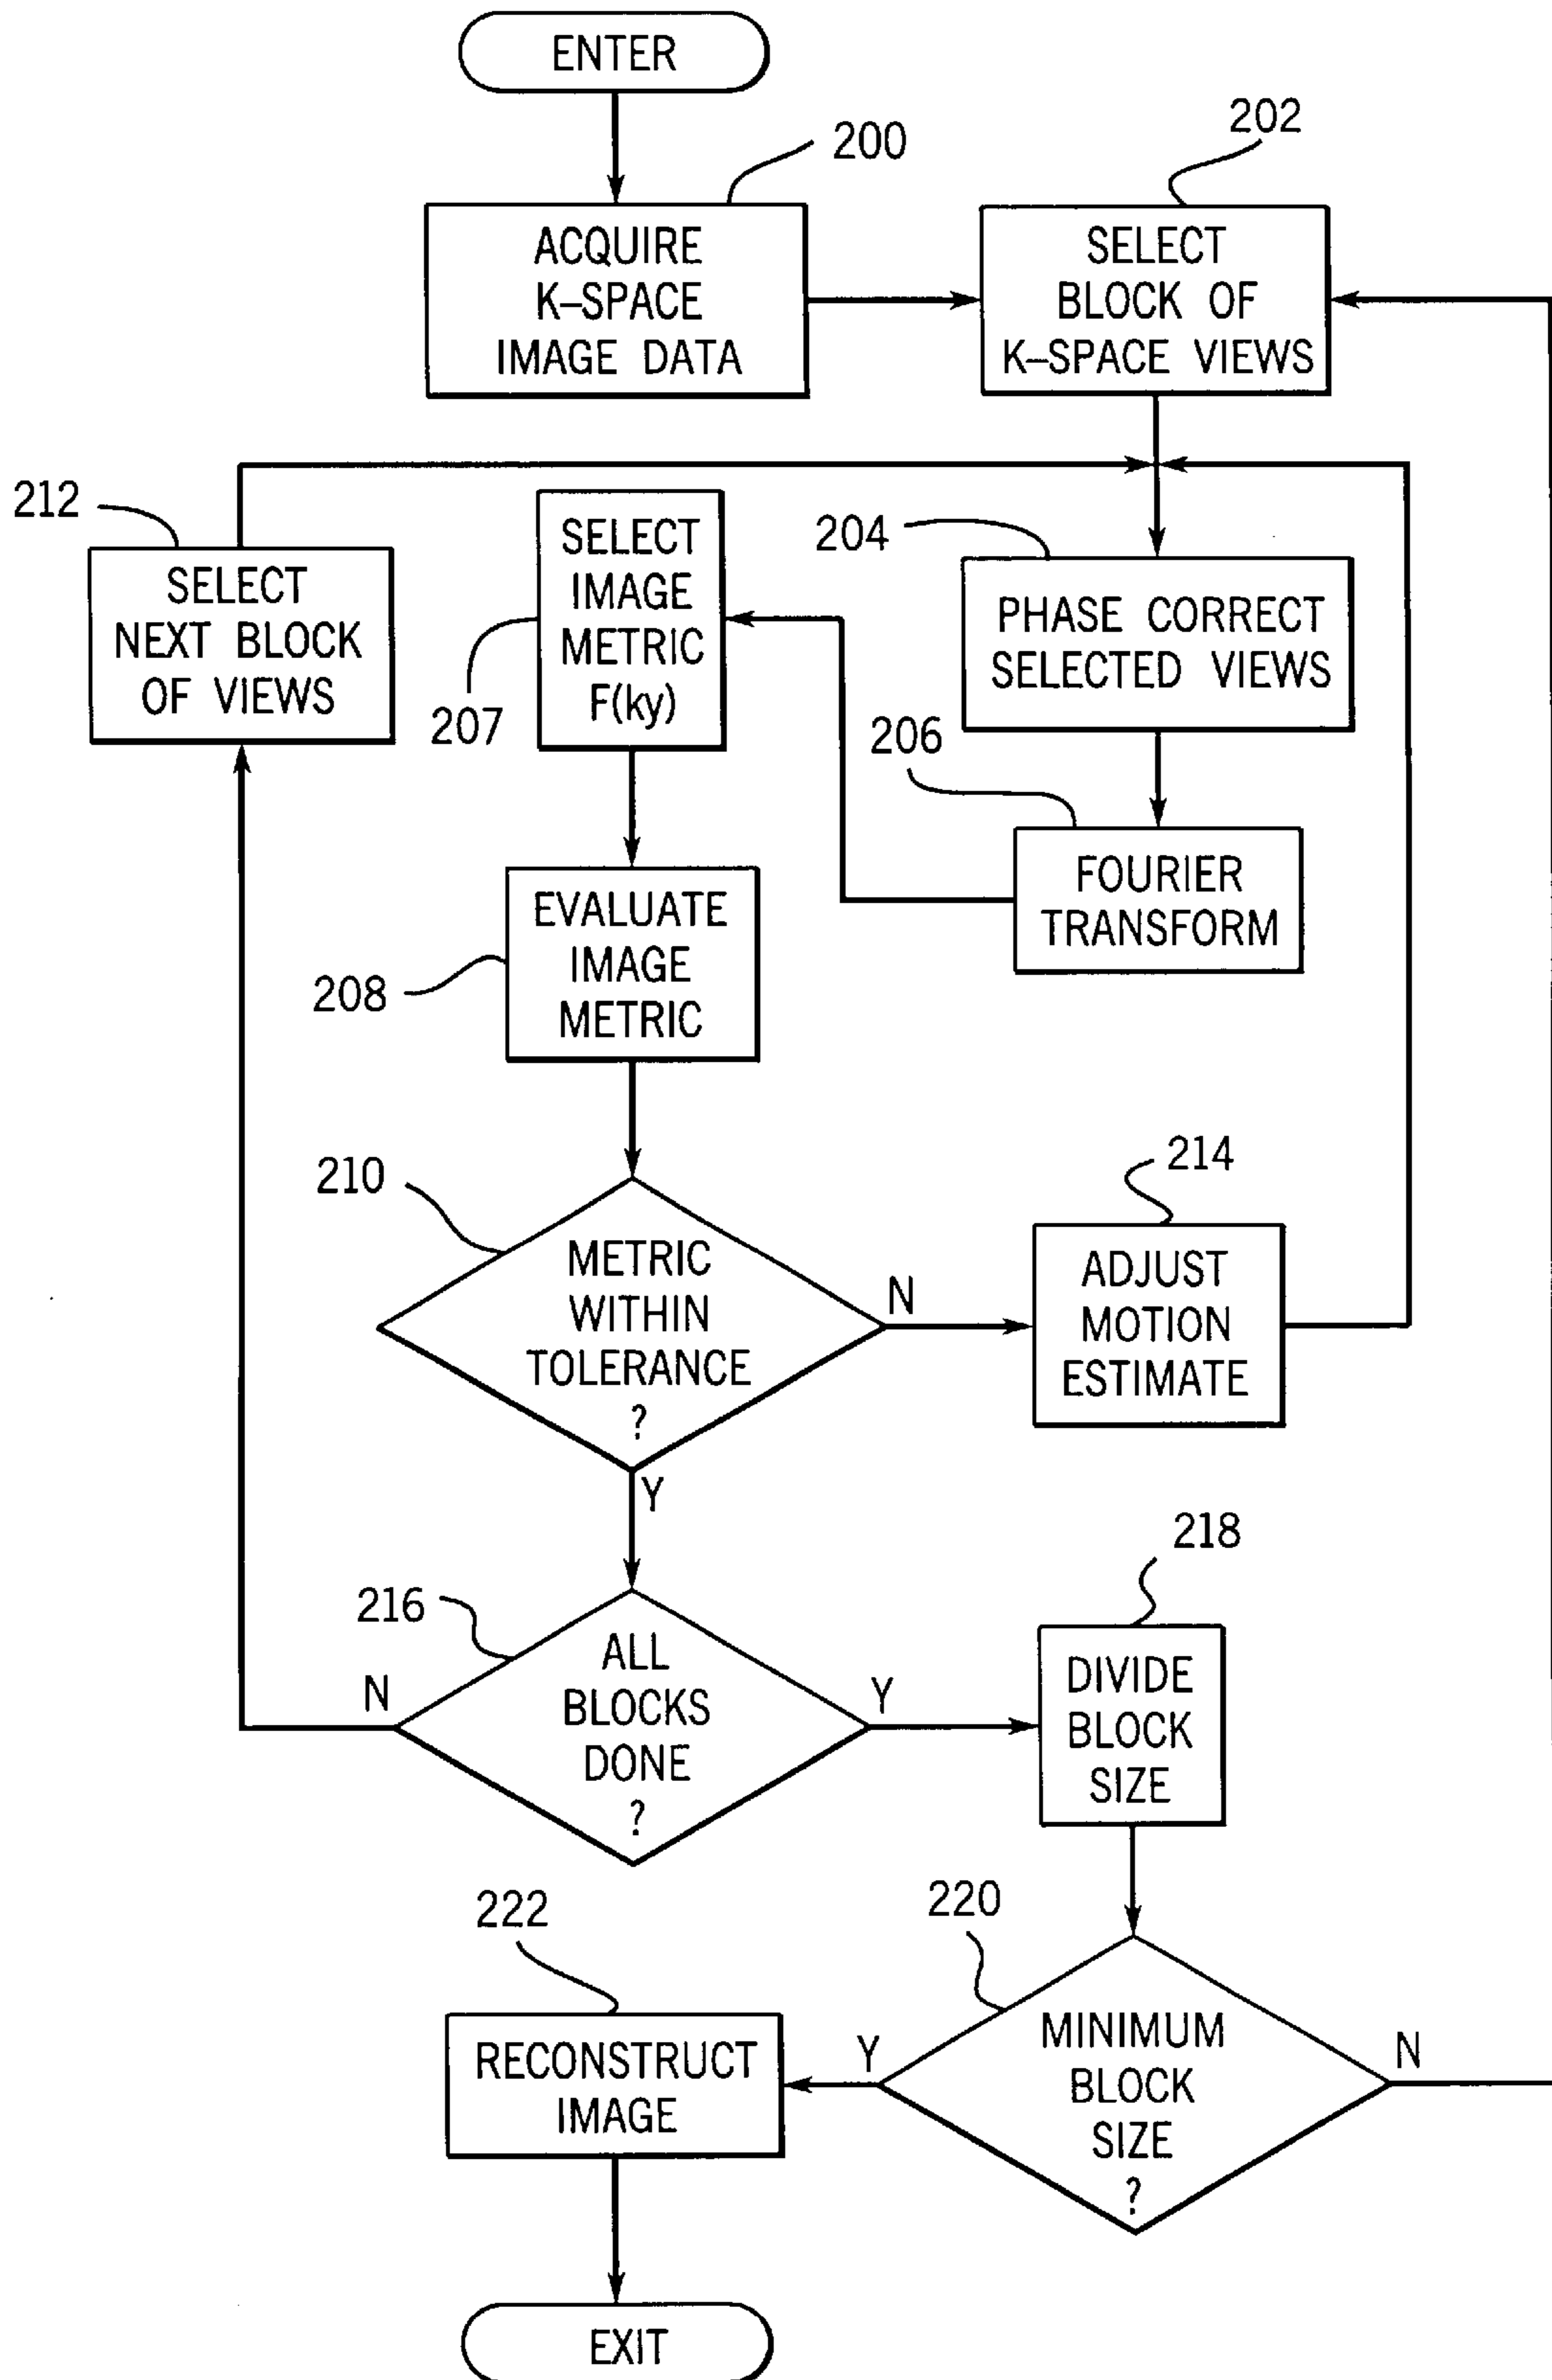 ENTER
200
202
ACQUIRE
K-SPACE
IMAGE DATA
SELECT
BLOCK OF
K-SPACE VIEWS
212
SELECT
NEXT BLOCK
OF VIEWS
SELECT
IMAGE
METRIC
F(ky)
207
204
PHASE CORRECT
SELECTED VIEWS
206
FOURIER
TRANSFORM
EVALUATE
IMAGE
METRIC
208
210
METRIC
WITHIN
TOLERANCE
?
N
Y
214
ADJUST
MOTION
ESTIMATE
216
ALL
BLOCKS
DONE
?
N
Y
218
DIVIDE
BLOCK
SIZE
220
MINIMUM
BLOCK
SIZE
?
Y
N
222
RECONSTRUCT
IMAGE
EXIT